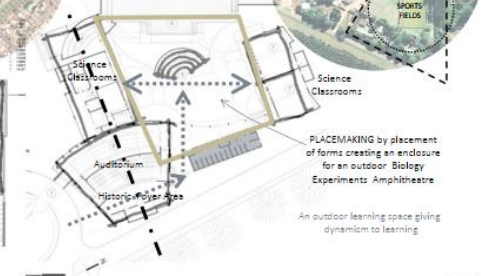 SPORTS
FIELDS
Science
Classrooms
Science
Classrooms
PLACEMAKING by placement
of forms creating an enclosure
for an outdoor Biology
Experiments Amphitheatre
Auditorium
Historic Foyer Area
An outdoor learning space giving
dynamism to learning